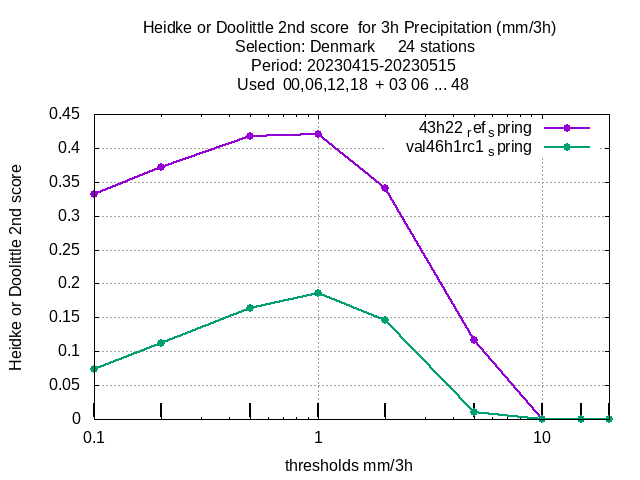 Heidke or Doolittle 2nd score  for 3h Precipitation (mm/3h)
Selection: Denmark     24 stations
Period: 20230415-20230515
Used  00,06,12,18  + 03 06 ... 48
43h22 ref spring
val46h1rc1 spring
Heidke or Doolittle 2nd score
0.45
0.4
0.35
0.3
0.25
0.2
0.15
0.1
0.05
0
0.1 1 10
thresholds mm/3h